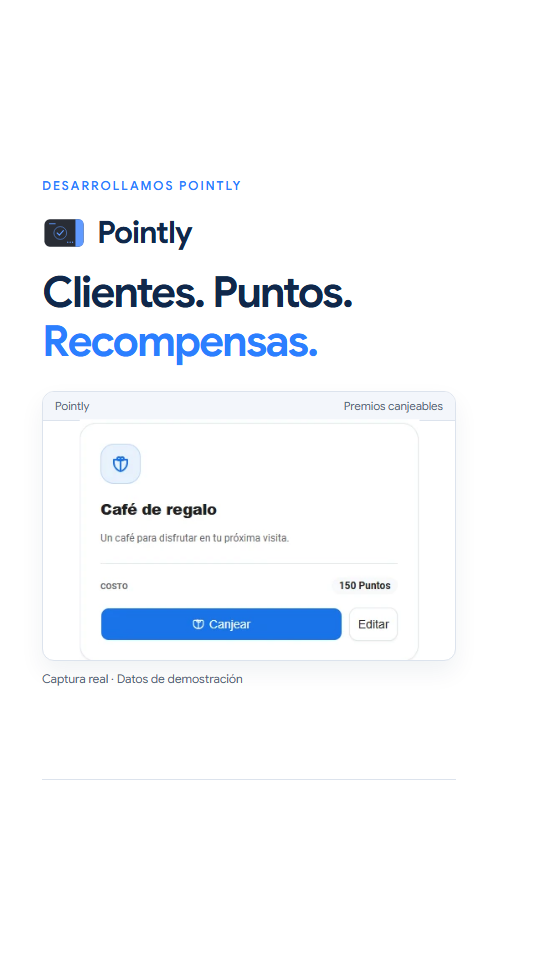 DESARROLLAMOS POINTLY
Pointly
Clientes. Puntos.
Recompensas.
Pointly Premios canjeables
Café de regalo
Un café para disfrutar en tu próxima visita.
COSTO 150 Puntos
Canjear Editar
Captura real · Datos de demostración